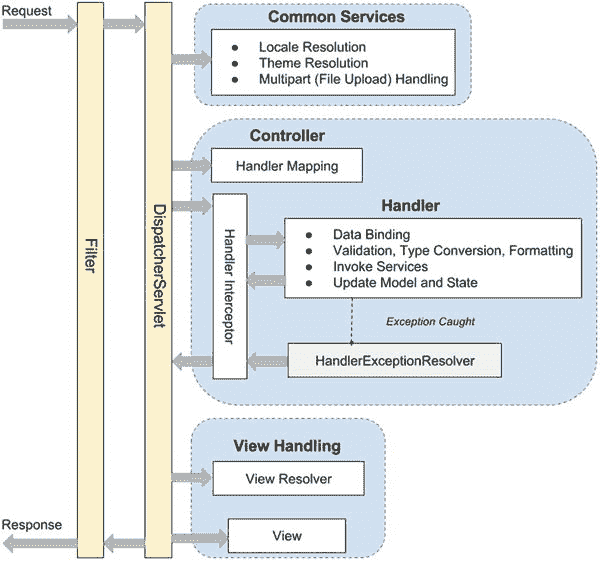 Request
Filter
DispatcherServlet
Common Services
● Locale Resolution
● Theme Resolution
● Multipart (File Upload) Handling
Controller
Handler Mapping
Handler Interceptor
Handler
● Data Binding
● Validation, Type Conversion, Formatting
● Invoke Services
● Update Model and State
Exception Caught
HandlerExceptionResolver
View Handling
View Resolver
View
Response